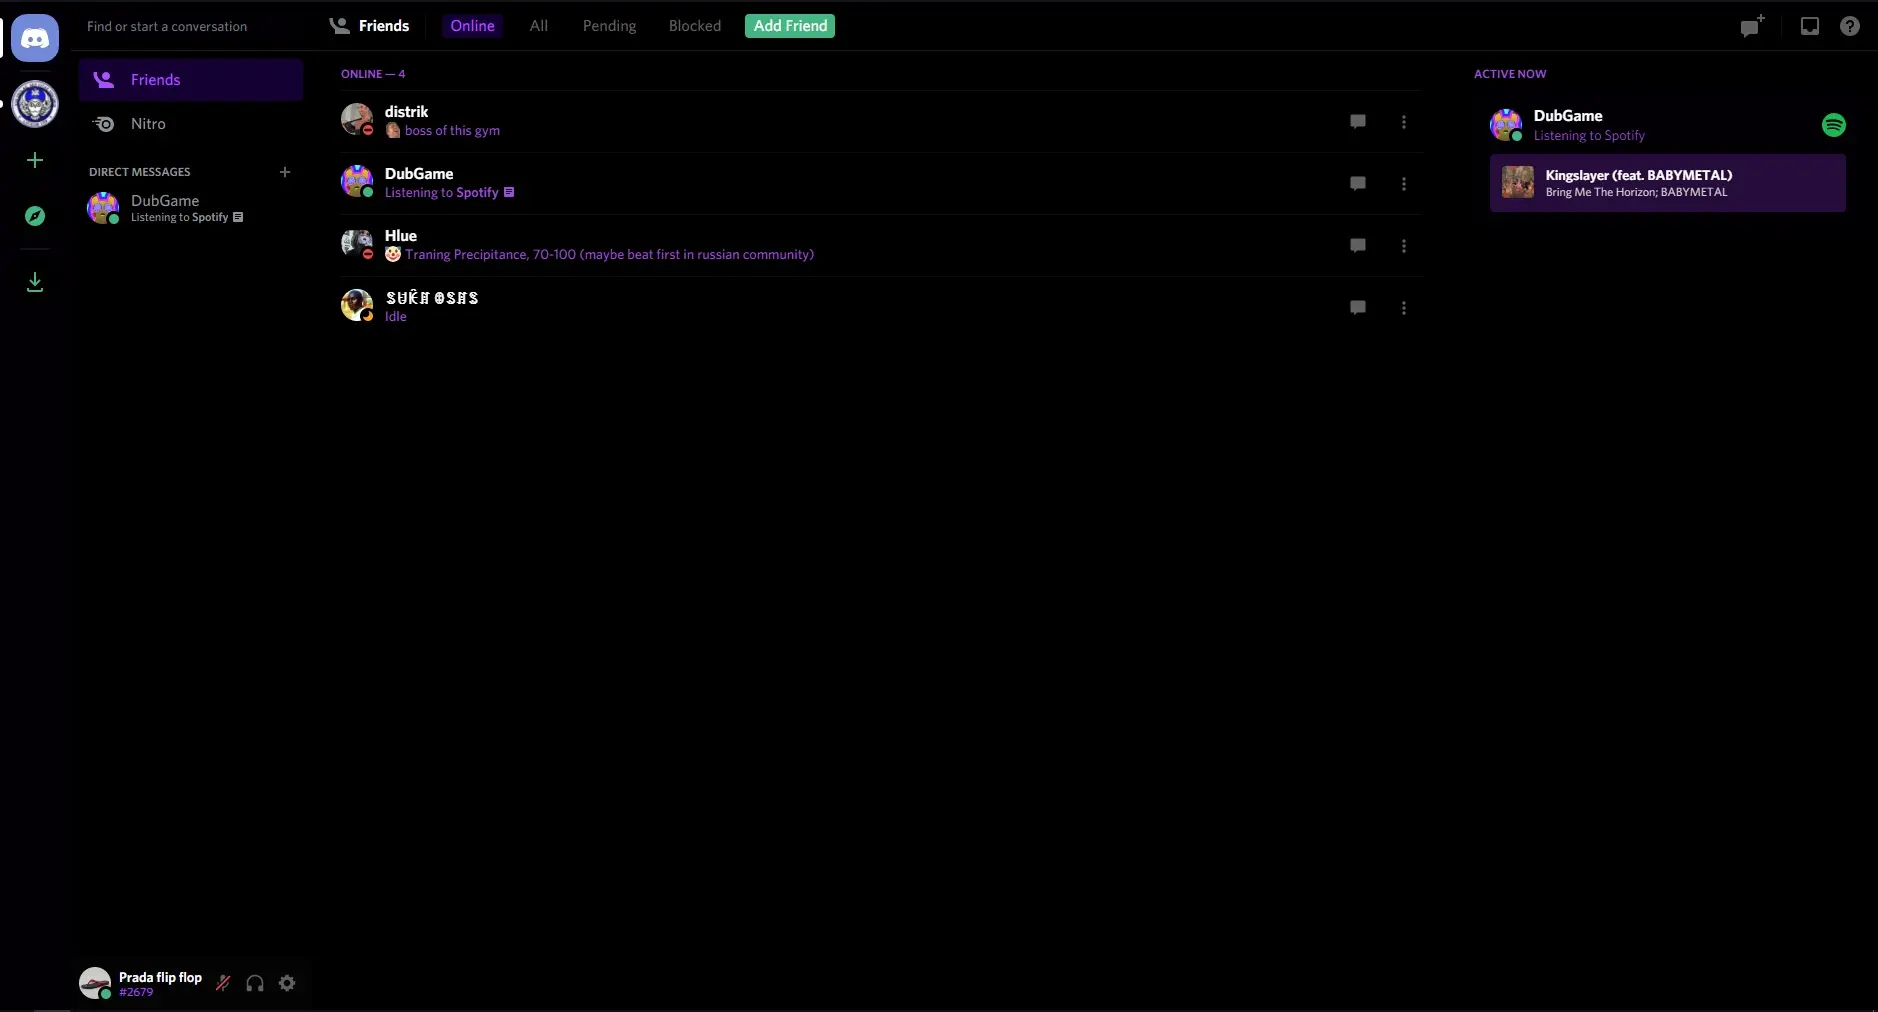 Find or start a conversation
Friends
Online
All
Pending
Blocked
Add Friend
Friends
Nitro
DIRECT MESSAGES
DubGame
Listening to Spotify
ONLINE — 4
distrik
boss of this gym
DubGame
Listening to Spotify
Hlue
Traning Precipitance, 70-100 (maybe beat first in russian community)
Idle
ACTIVE NOW
DubGame
Listening to Spotify
Kingslayer (feat. BABYMETAL)
Bring Me The Horizon; BABYMETAL
Prada flip flop
#2679